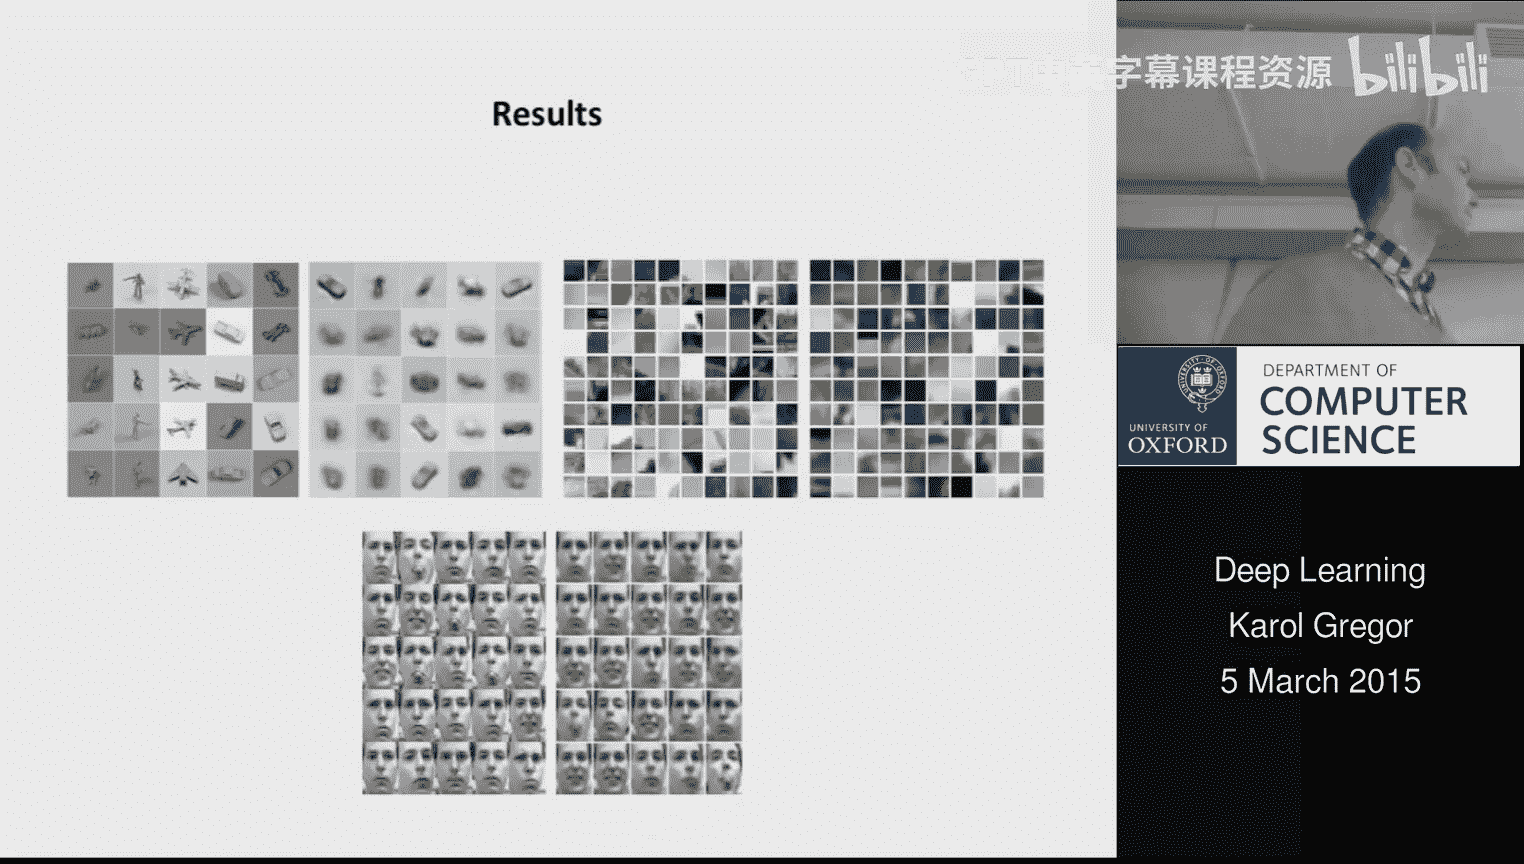 Results
字幕课程资源
bilibili
UNIVERSITY OF
OXFORD
DEPARTMENT OF
COMPUTER
SCIENCE
Deep Learning
Karol Gregor
5 March 2015